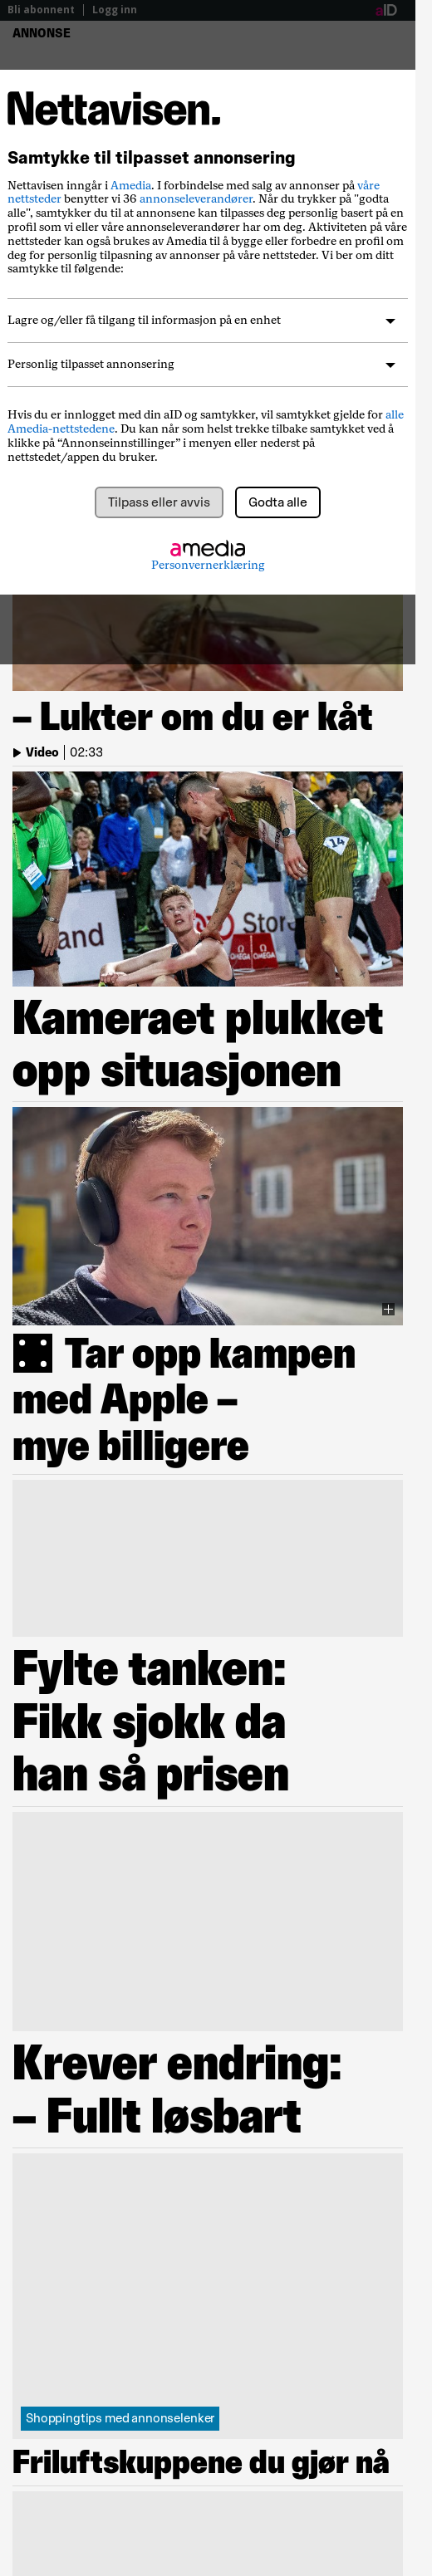 Bli abonnent
Logg inn
aID
ANNONSE
Nettavisen.
Samtykke til tilpasset annonsering
Nettavisen inngår i Amedia. I forbindelse med salg av annonser på våre
nettsteder benytter vi 36 annonseleverandører. Når du trykker på "godta
alle", samtykker du til at annonsene kan tilpasses deg personlig basert på en
profil som vi eller våre annonseleverandører har om deg. Aktiviteten på våre
nettsteder kan også brukes av Amedia til å bygge eller forbedre en profil om
deg for personlig tilpasning av annonser på våre nettsteder. Vi ber om ditt
samtykke til følgende:
Lagre og/eller få tilgang til informasjon på en enhet
Personlig tilpasset annonsering
Hvis du er innlogget med din aID og samtykker, vil samtykket gjelde for alle
Amedia-nettstedene. Du kan når som helst trekke tilbake samtykket ved å
klikke på “Annonseinnstillinger” i menyen eller nederst på
nettstedet/appen du bruker.
Tilpass eller avvis
Godta alle
amedia
Personvernerklæring
– Lukter om du er kåt
Video
02:33
14
and
Stor
OMEGA
OMEGA
Kameraet plukket
opp situasjonen
Tar opp kampen
med Apple –
mye billigere
Fylte tanken:
Fikk sjokk da
han så prisen
Krever endring:
– Fullt løsbart
Shoppingtips med annonselenker
Friluftskuppene du gjør nå